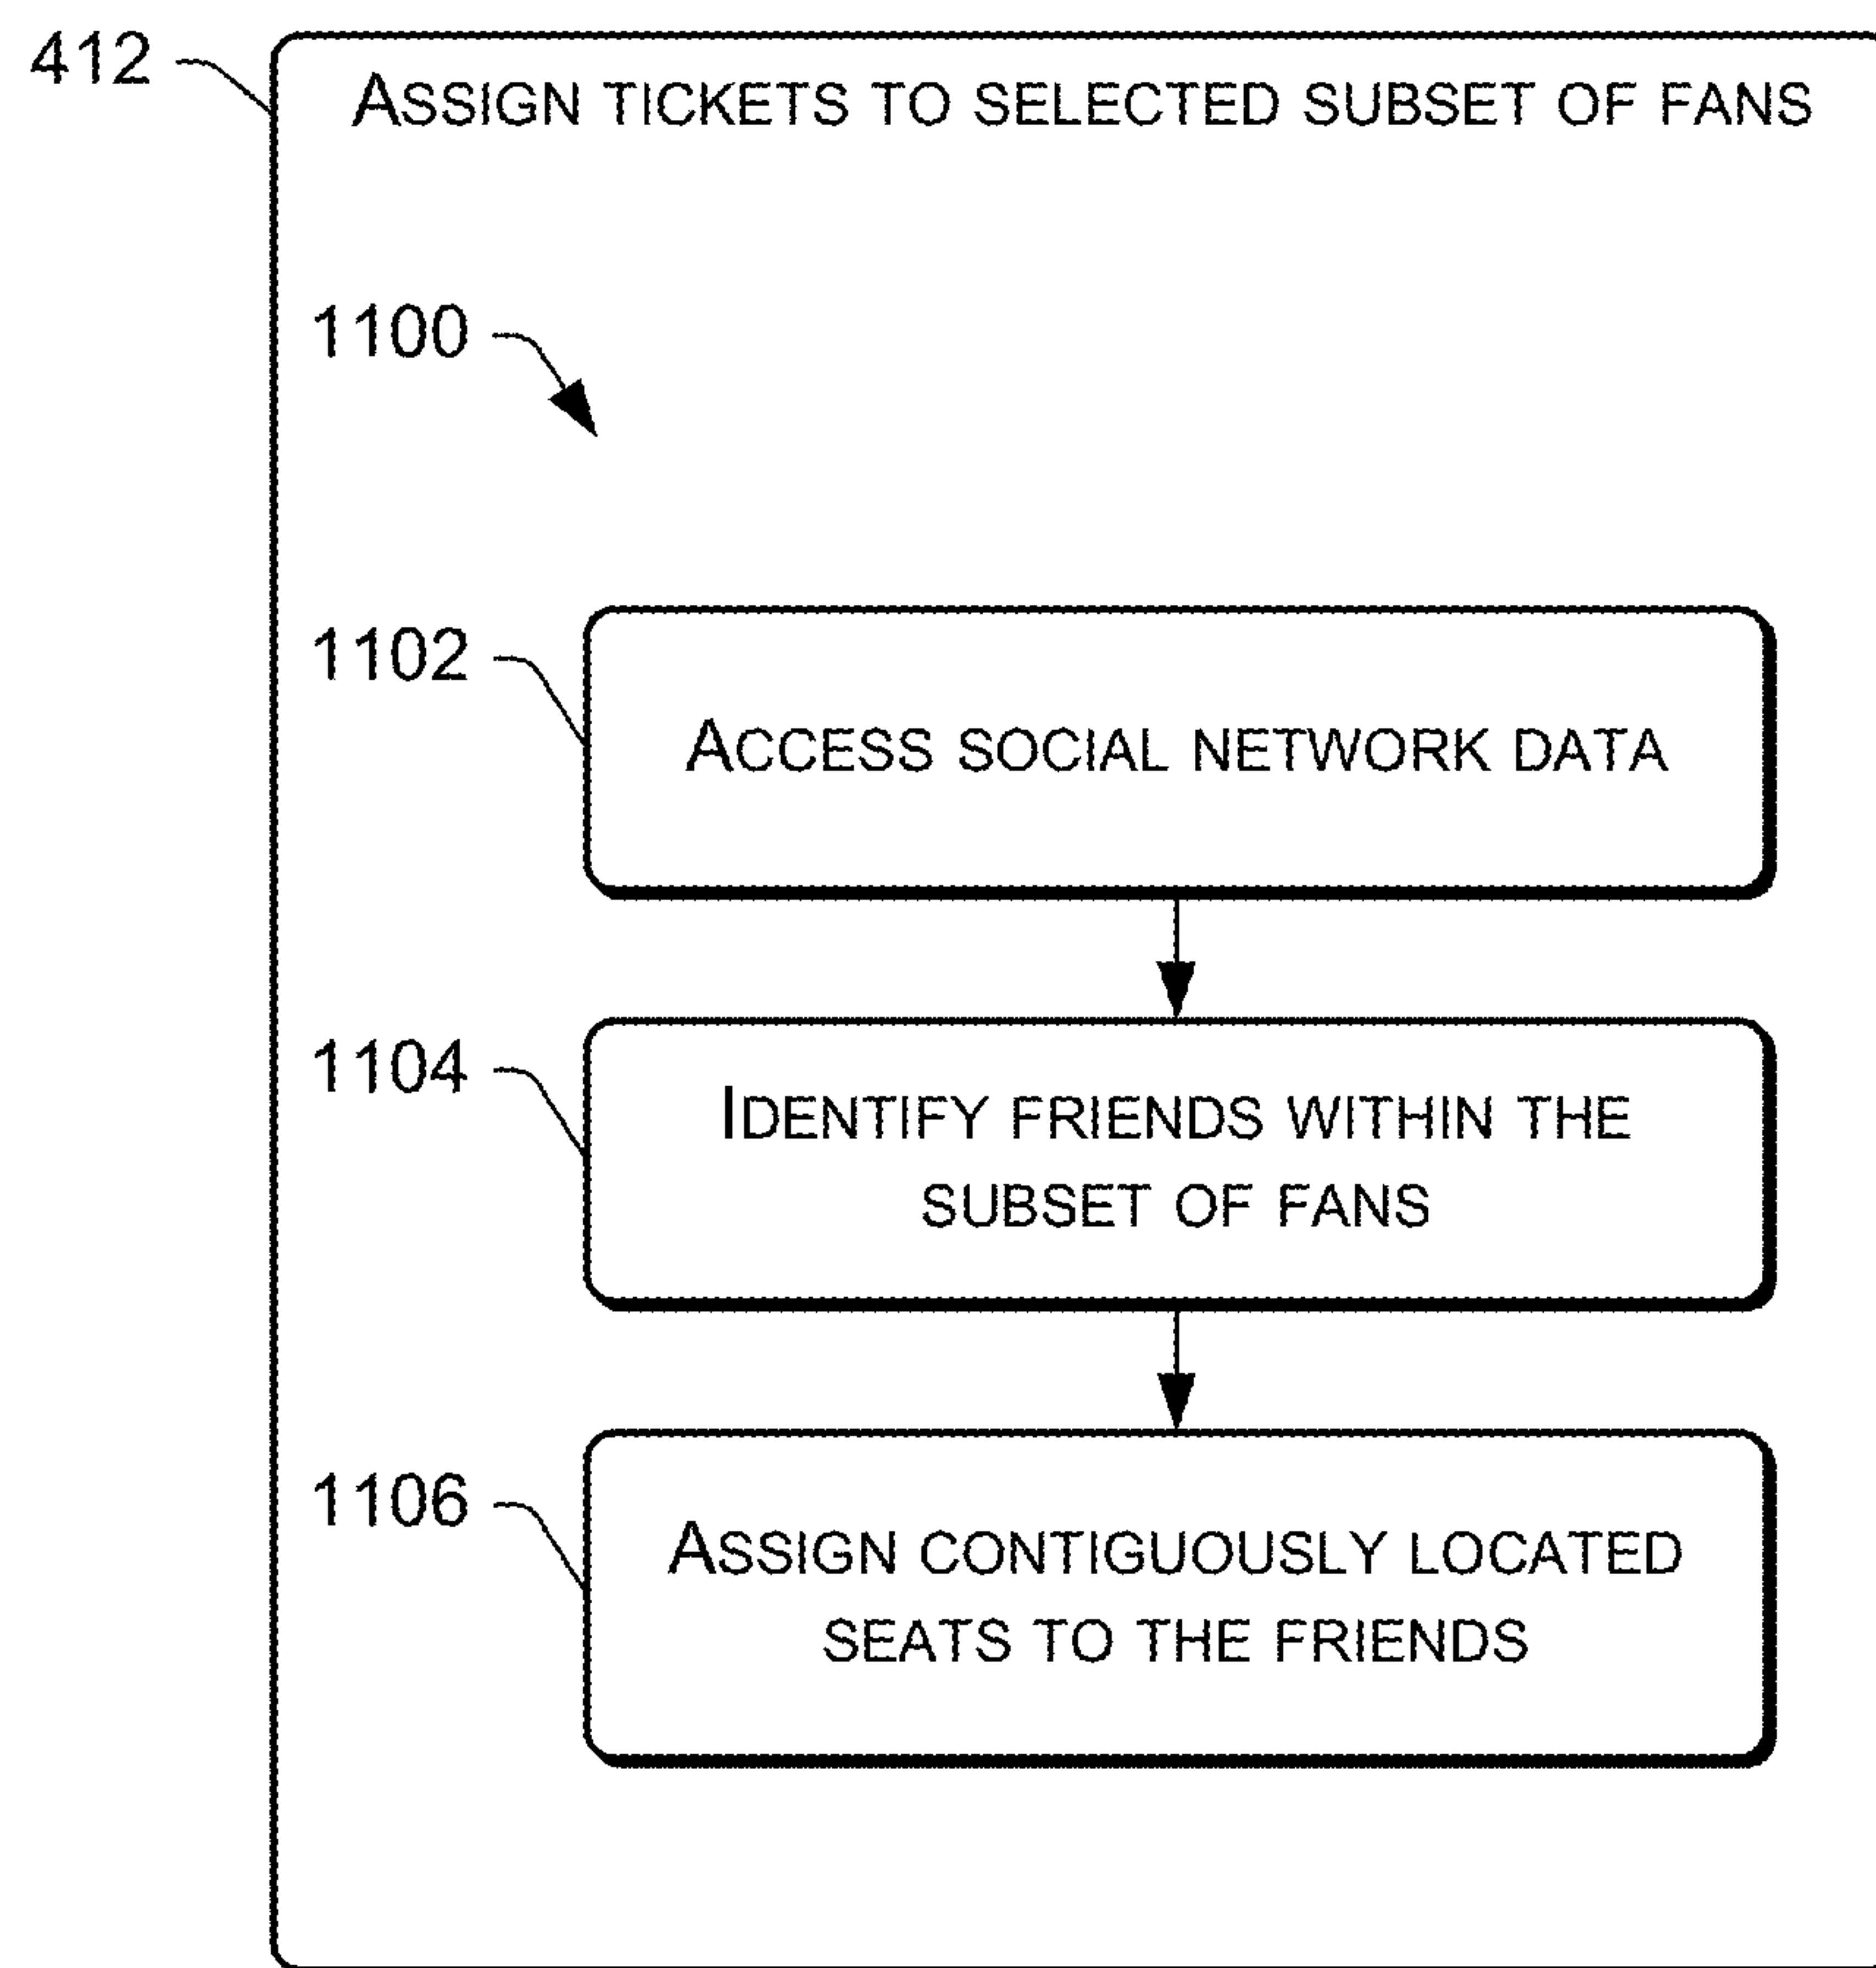 412
ASSIGN TICKETS TO SELECTED SUBSET OF FANS
1100
1102
ACCESS SOCIAL NETWORK DATA
1104
IDENTIFY FRIENDS WITHIN THE
SUBSET OF FANS
1106
ASSIGN CONTIGUOUSLY LOCATED
SEATS TO THE FRIENDS